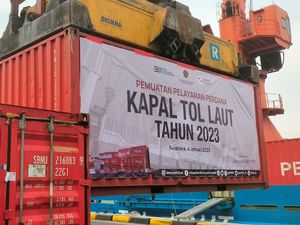 BROMMA
R
PEMUATAN PELAYARAN PERDANA
KAPAL TOL LAUT
TAHUN 2023
Surabaya, 4 Januari 2023
SBNU
216083
22G1